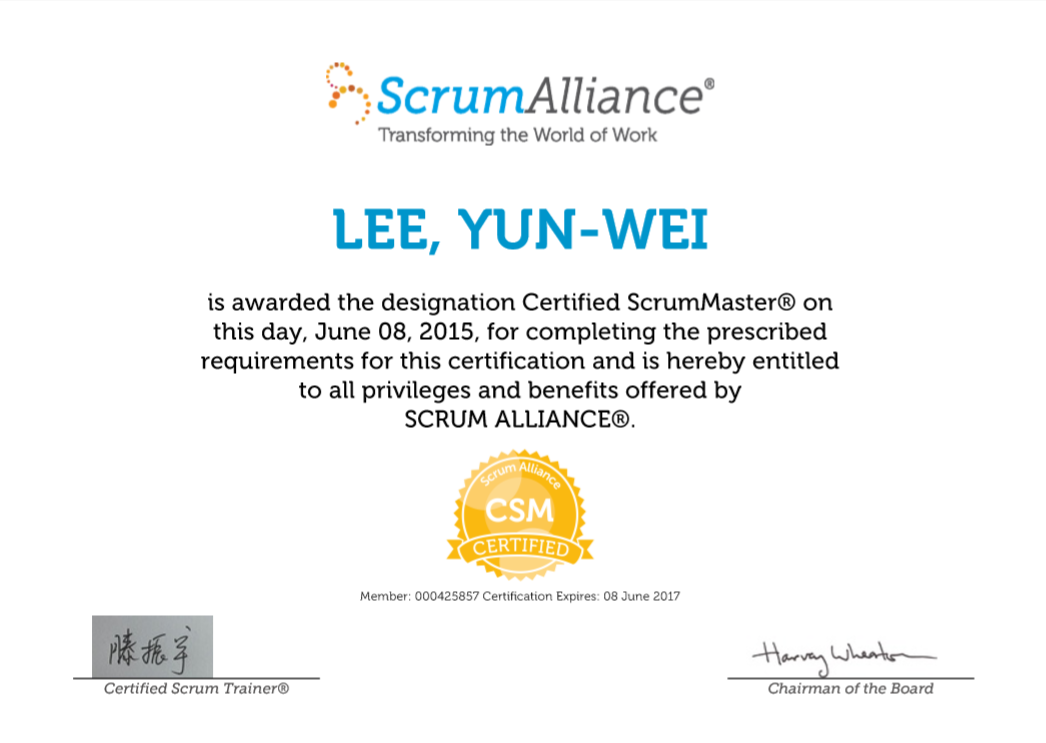 ScrumAlliance®
Transforming the World of Work
LEE, YUN-WEI
is awarded the designation Certified ScrumMaster® on
this day, June 08, 2015, for completing the prescribed
requirements for this certification and is hereby entitled
to all privileges and benefits offered by
SCRUM ALLIANCE®.
Scrum Alliance
CSM
CERTIFIED
Member: 000425857 Certification Expires: 08 June 2017
滕振宇
Harvey Wheaton
Certified Scrum Trainer®
Chairman of the Board